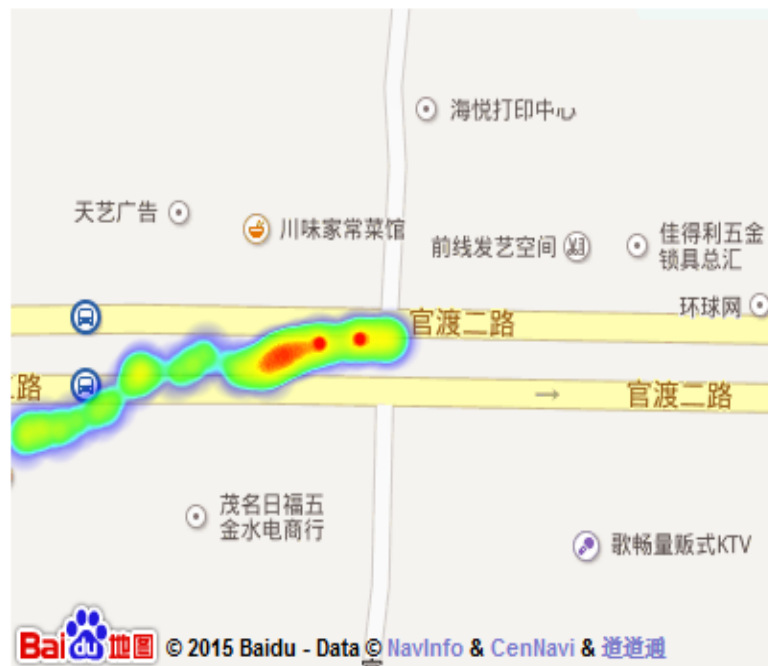 海悦打印中心
天艺广告
川味家常菜馆
前线发艺空间
佳得利五金
锁具总汇
环球网
官渡二路
二路
官渡二路
茂名日福五
金水电商行
歌畅量贩式KTV
Bai du 地图 © 2015 Baidu - Data © NavInfo & CenNavi & 道道通